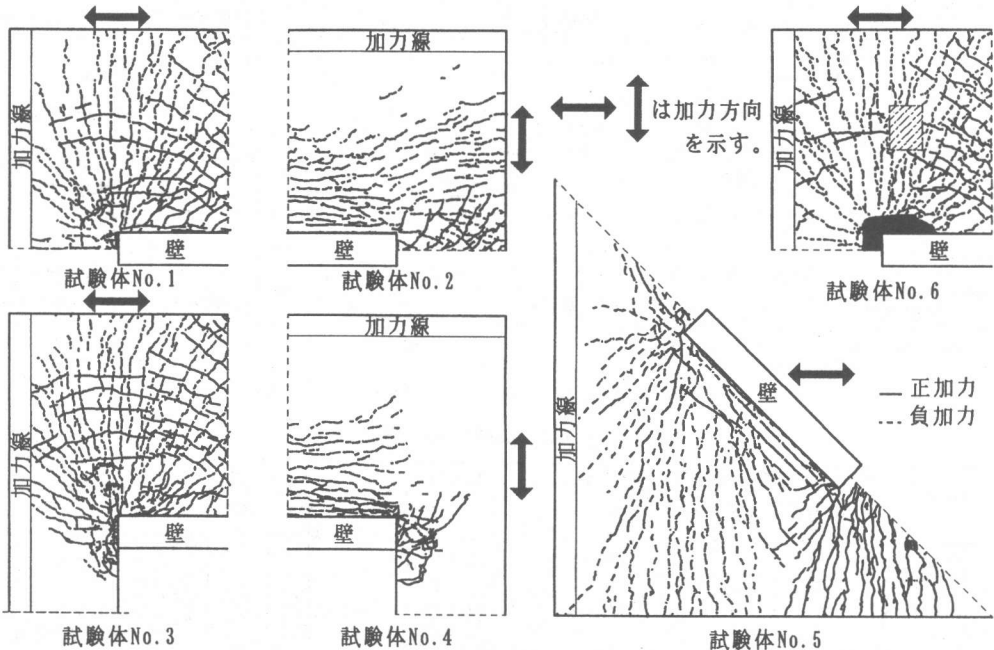 加力線
壁
試験体No.1
加力線
壁
試験体No.2
は加力方向
を示す。
加力線
壁
試験体No.6
加力線
壁
試験体No.3
加力線
壁
試験体No.4
加力線
壁
正加力
負加力
試験体No.5